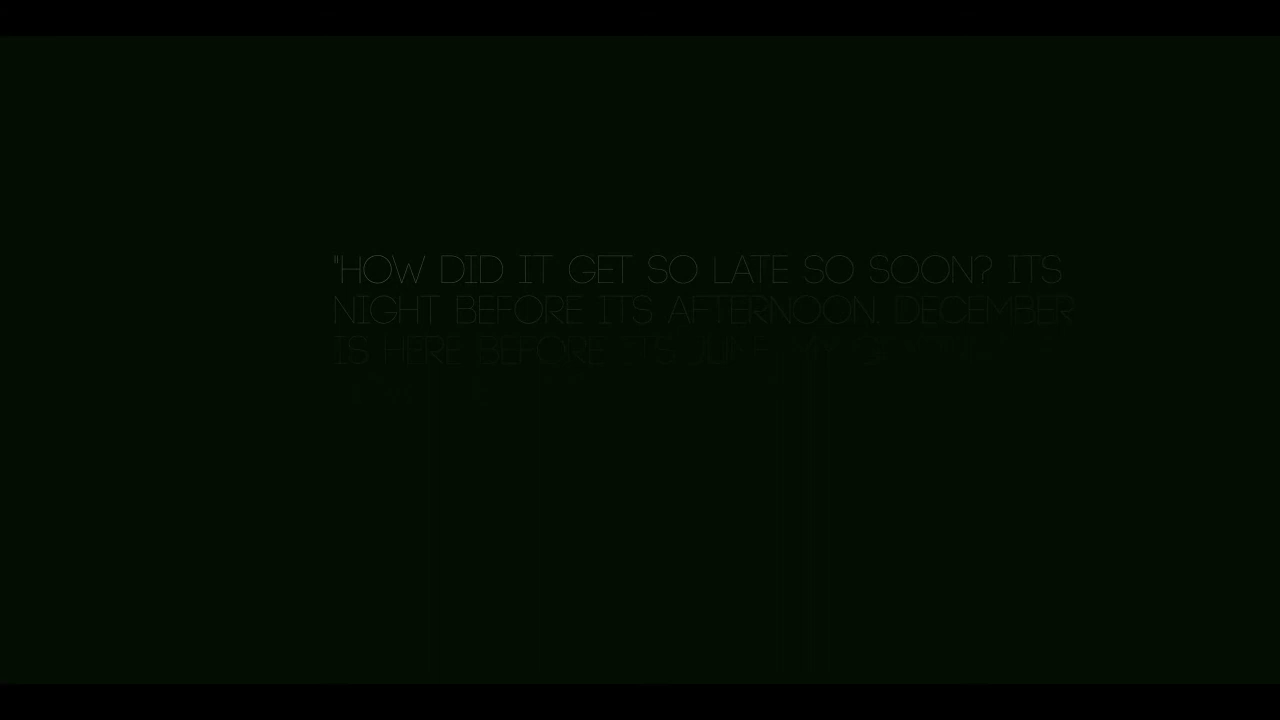 "HOW DID IT GET SO LATE SO SOON? ITS
NIGHT BEFORE ITS AFTERNOON. DECEMBER
IS HERE BEFORE ITS JUNE. MY